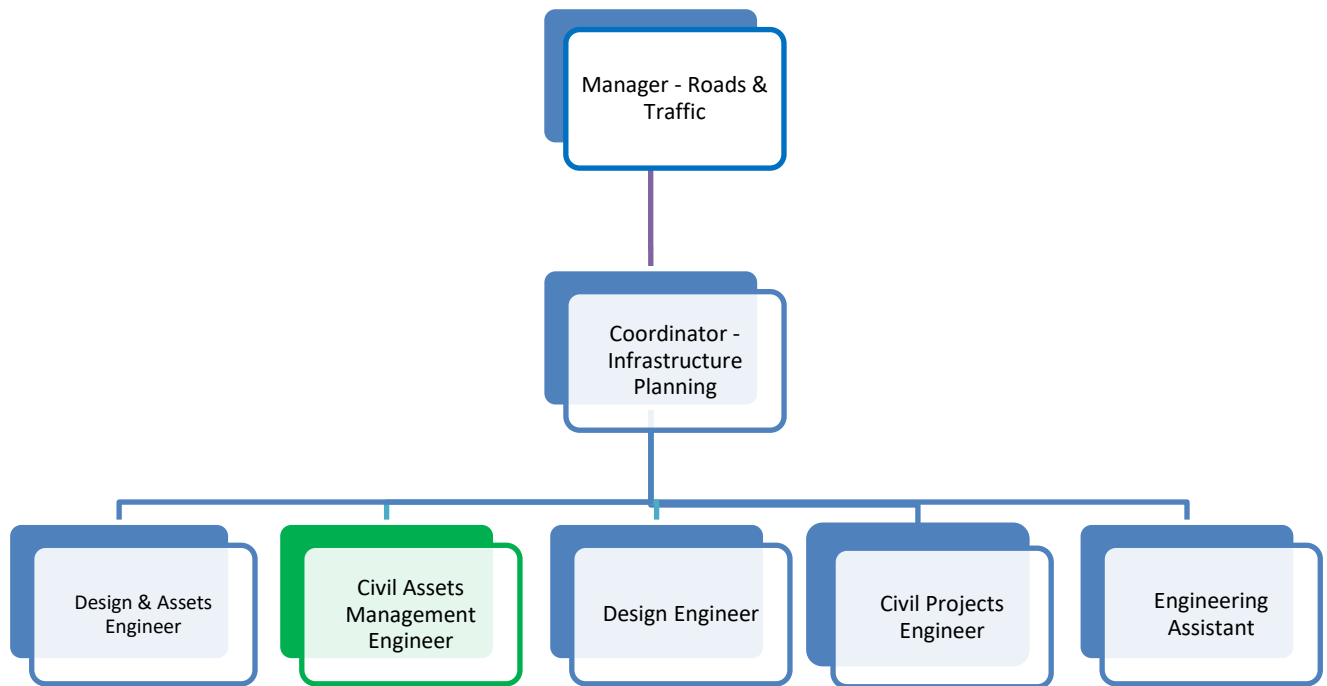 Manager - Roads &
Traffic
Coordinator -
Infrastructure
Planning
Design & Assets
Engineer
Civil Assets
Management
Engineer
Design Engineer
Civil Projects
Engineer
Engineering
Assistant